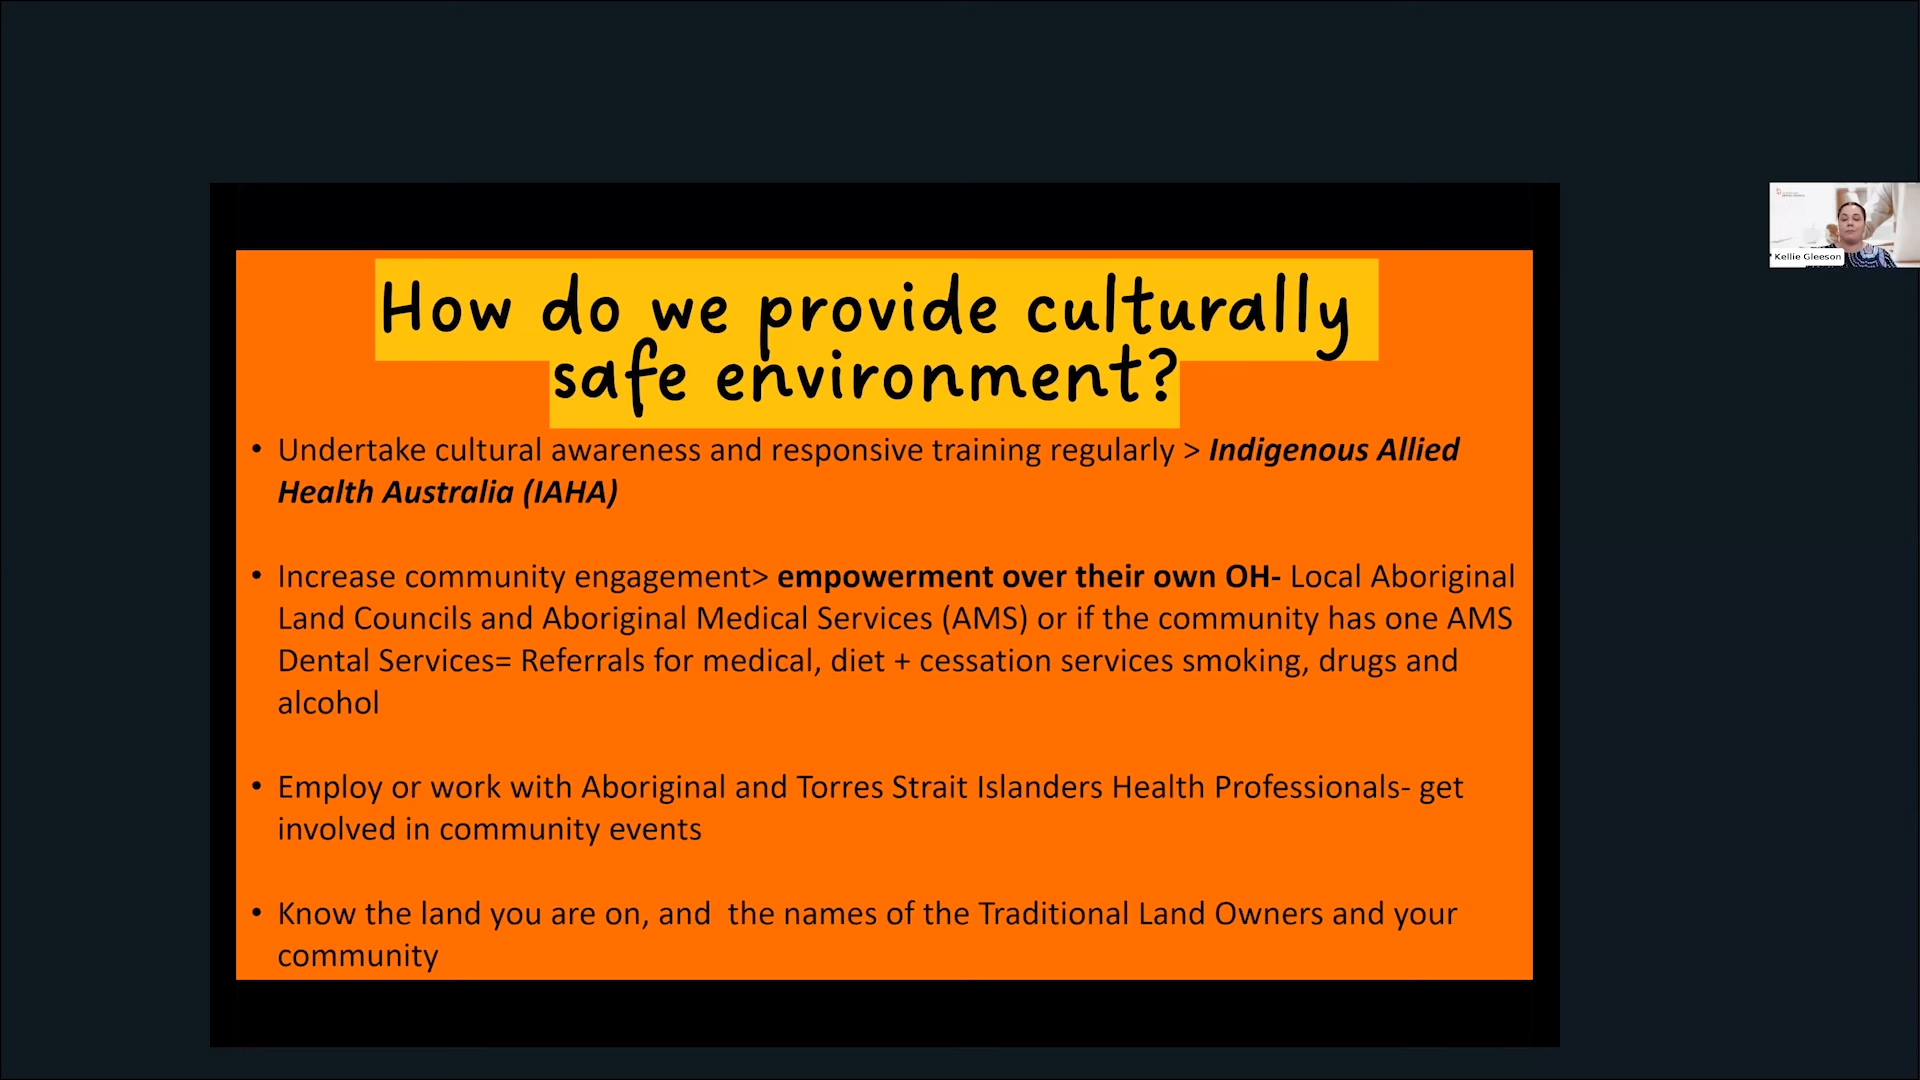 How do we provide culturally
safe environment?
• Undertake cultural awareness and responsive training regularly > Indigenous Allied
Health Australia (IAHA)
• Increase community engagement> empowerment over their own OH- Local Aboriginal
Land Councils and Aboriginal Medical Services (AMS) or if the community has one AMS
Dental Services= Referrals for medical, diet + cessation services smoking, drugs and
alcohol
• Employ or work with Aboriginal and Torres Strait Islanders Health Professionals- get
involved in community events
• Know the land you are on, and  the names of the Traditional Land Owners and your
community
Kellie Gleeson